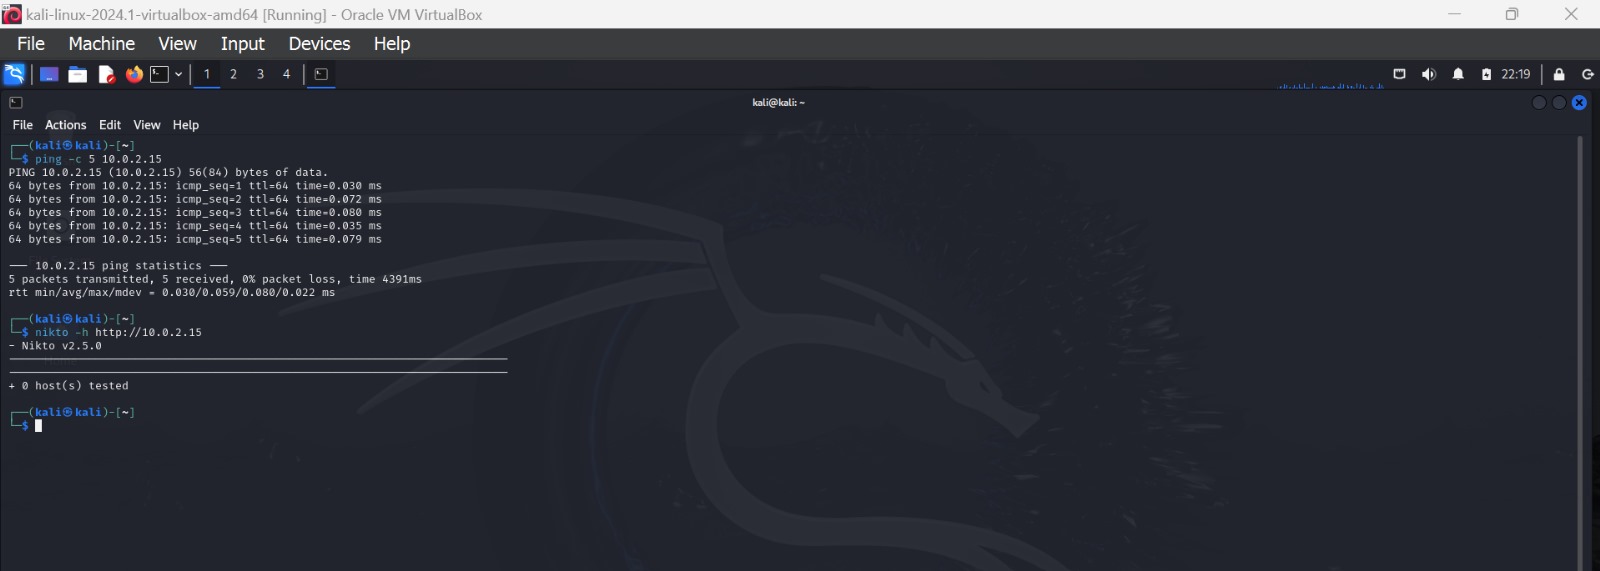 kali-linux-2024.1-virtualbox-amd64 [Running] - Oracle VM VirtualBox
File Machine View Input Devices Help
1 2 3 4 22:19
kali@kali: ~
File Actions Edit View Help
┌──(kali㉿kali)-[~]
└─$ ping -c 5 10.0.2.15
PING 10.0.2.15 (10.0.2.15) 56(84) bytes of data.
64 bytes from 10.0.2.15: icmp_seq=1 ttl=64 time=0.030 ms
64 bytes from 10.0.2.15: icmp_seq=2 ttl=64 time=0.072 ms
64 bytes from 10.0.2.15: icmp_seq=3 ttl=64 time=0.080 ms
64 bytes from 10.0.2.15: icmp_seq=4 ttl=64 time=0.035 ms
64 bytes from 10.0.2.15: icmp_seq=5 ttl=64 time=0.079 ms
--- 10.0.2.15 ping statistics ---
5 packets transmitted, 5 received, 0% packet loss, time 4391ms
rtt min/avg/max/mdev = 0.030/0.059/0.080/0.022 ms
┌──(kali㉿kali)-[~]
└─$ nikto -h http://10.0.2.15
- Nikto v2.5.0
+ 0 host(s) tested
┌──(kali㉿kali)-[~]
└─$